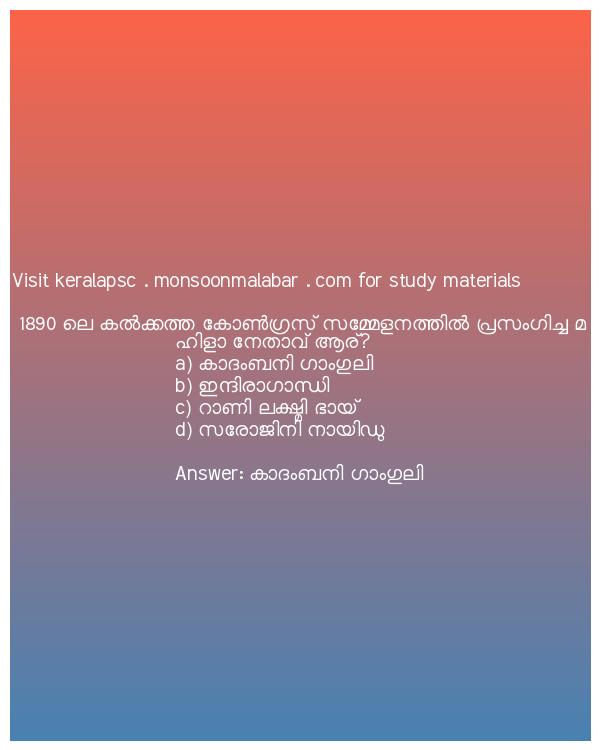 Visit keralapsc . monsoonmalabar . com for study materials
1890 ലെ കൽക്കത്ത കോൺഗ്രസ് സമ്മേളനത്തിൽ പ്രസംഗിച്ച മ
ഹിളാ നേതാവ് ആര്?
a) കാദംബനി ഗാംഗുലി
b) ഇന്ദിരാഗാന്ധി
c) റാണി ലക്ഷ്മി ഭായ്
d) സരോജിനി നായിഡു
Answer: കാദംബനി ഗാംഗുലി